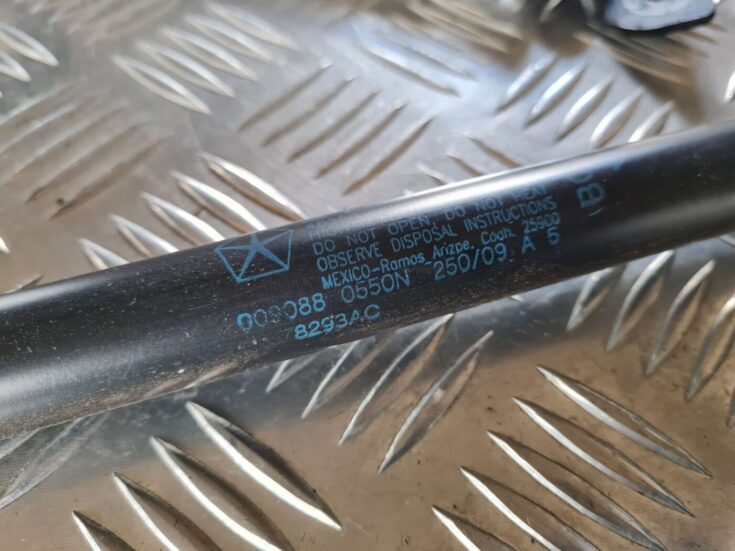 DO NOT OPEN. DO NOT HEAT
OBSERVE DISPOSAL INSTRUCTIONS
MEXICO-Ramos Arizpe, Coah. 25900
009088 0550N 250/09 A 5
8293AC